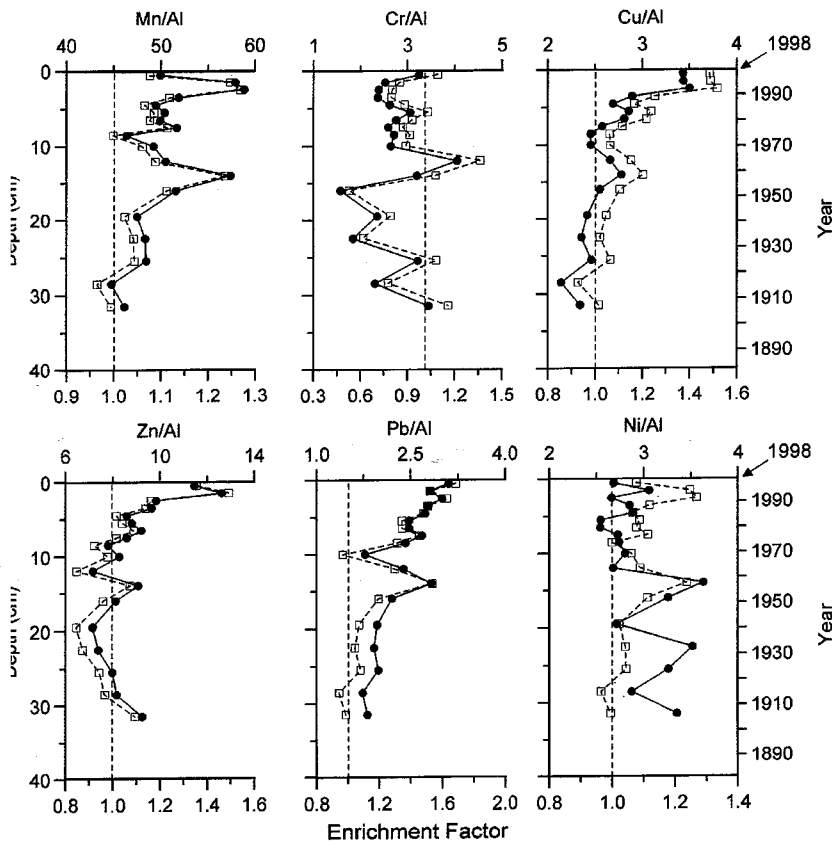 Mn/Al Cr/Al Cu/Al
40 50 60 1 3 5 2 3 4 1998
0 10 20 30 40
1990 1970 1950 1930 1910 1890
Year
0.8 1.0 1.2 1.3 0.6 0.9 1.2 1.5 0.8 1.0 1.2 1.4 1.6
Zn/Al Pb/Al Ni/Al
6 10 14 1.0 2.5 4.0 2 3 4 1998
0 10 20 30 40
1990 1970 1950 1930 1910 1890
Year
0.8 1.0 1.2 1.4 1.6 0.8 1.2 1.6 2.0 0.8 1.0 1.2 1.4
Enrichment Factor